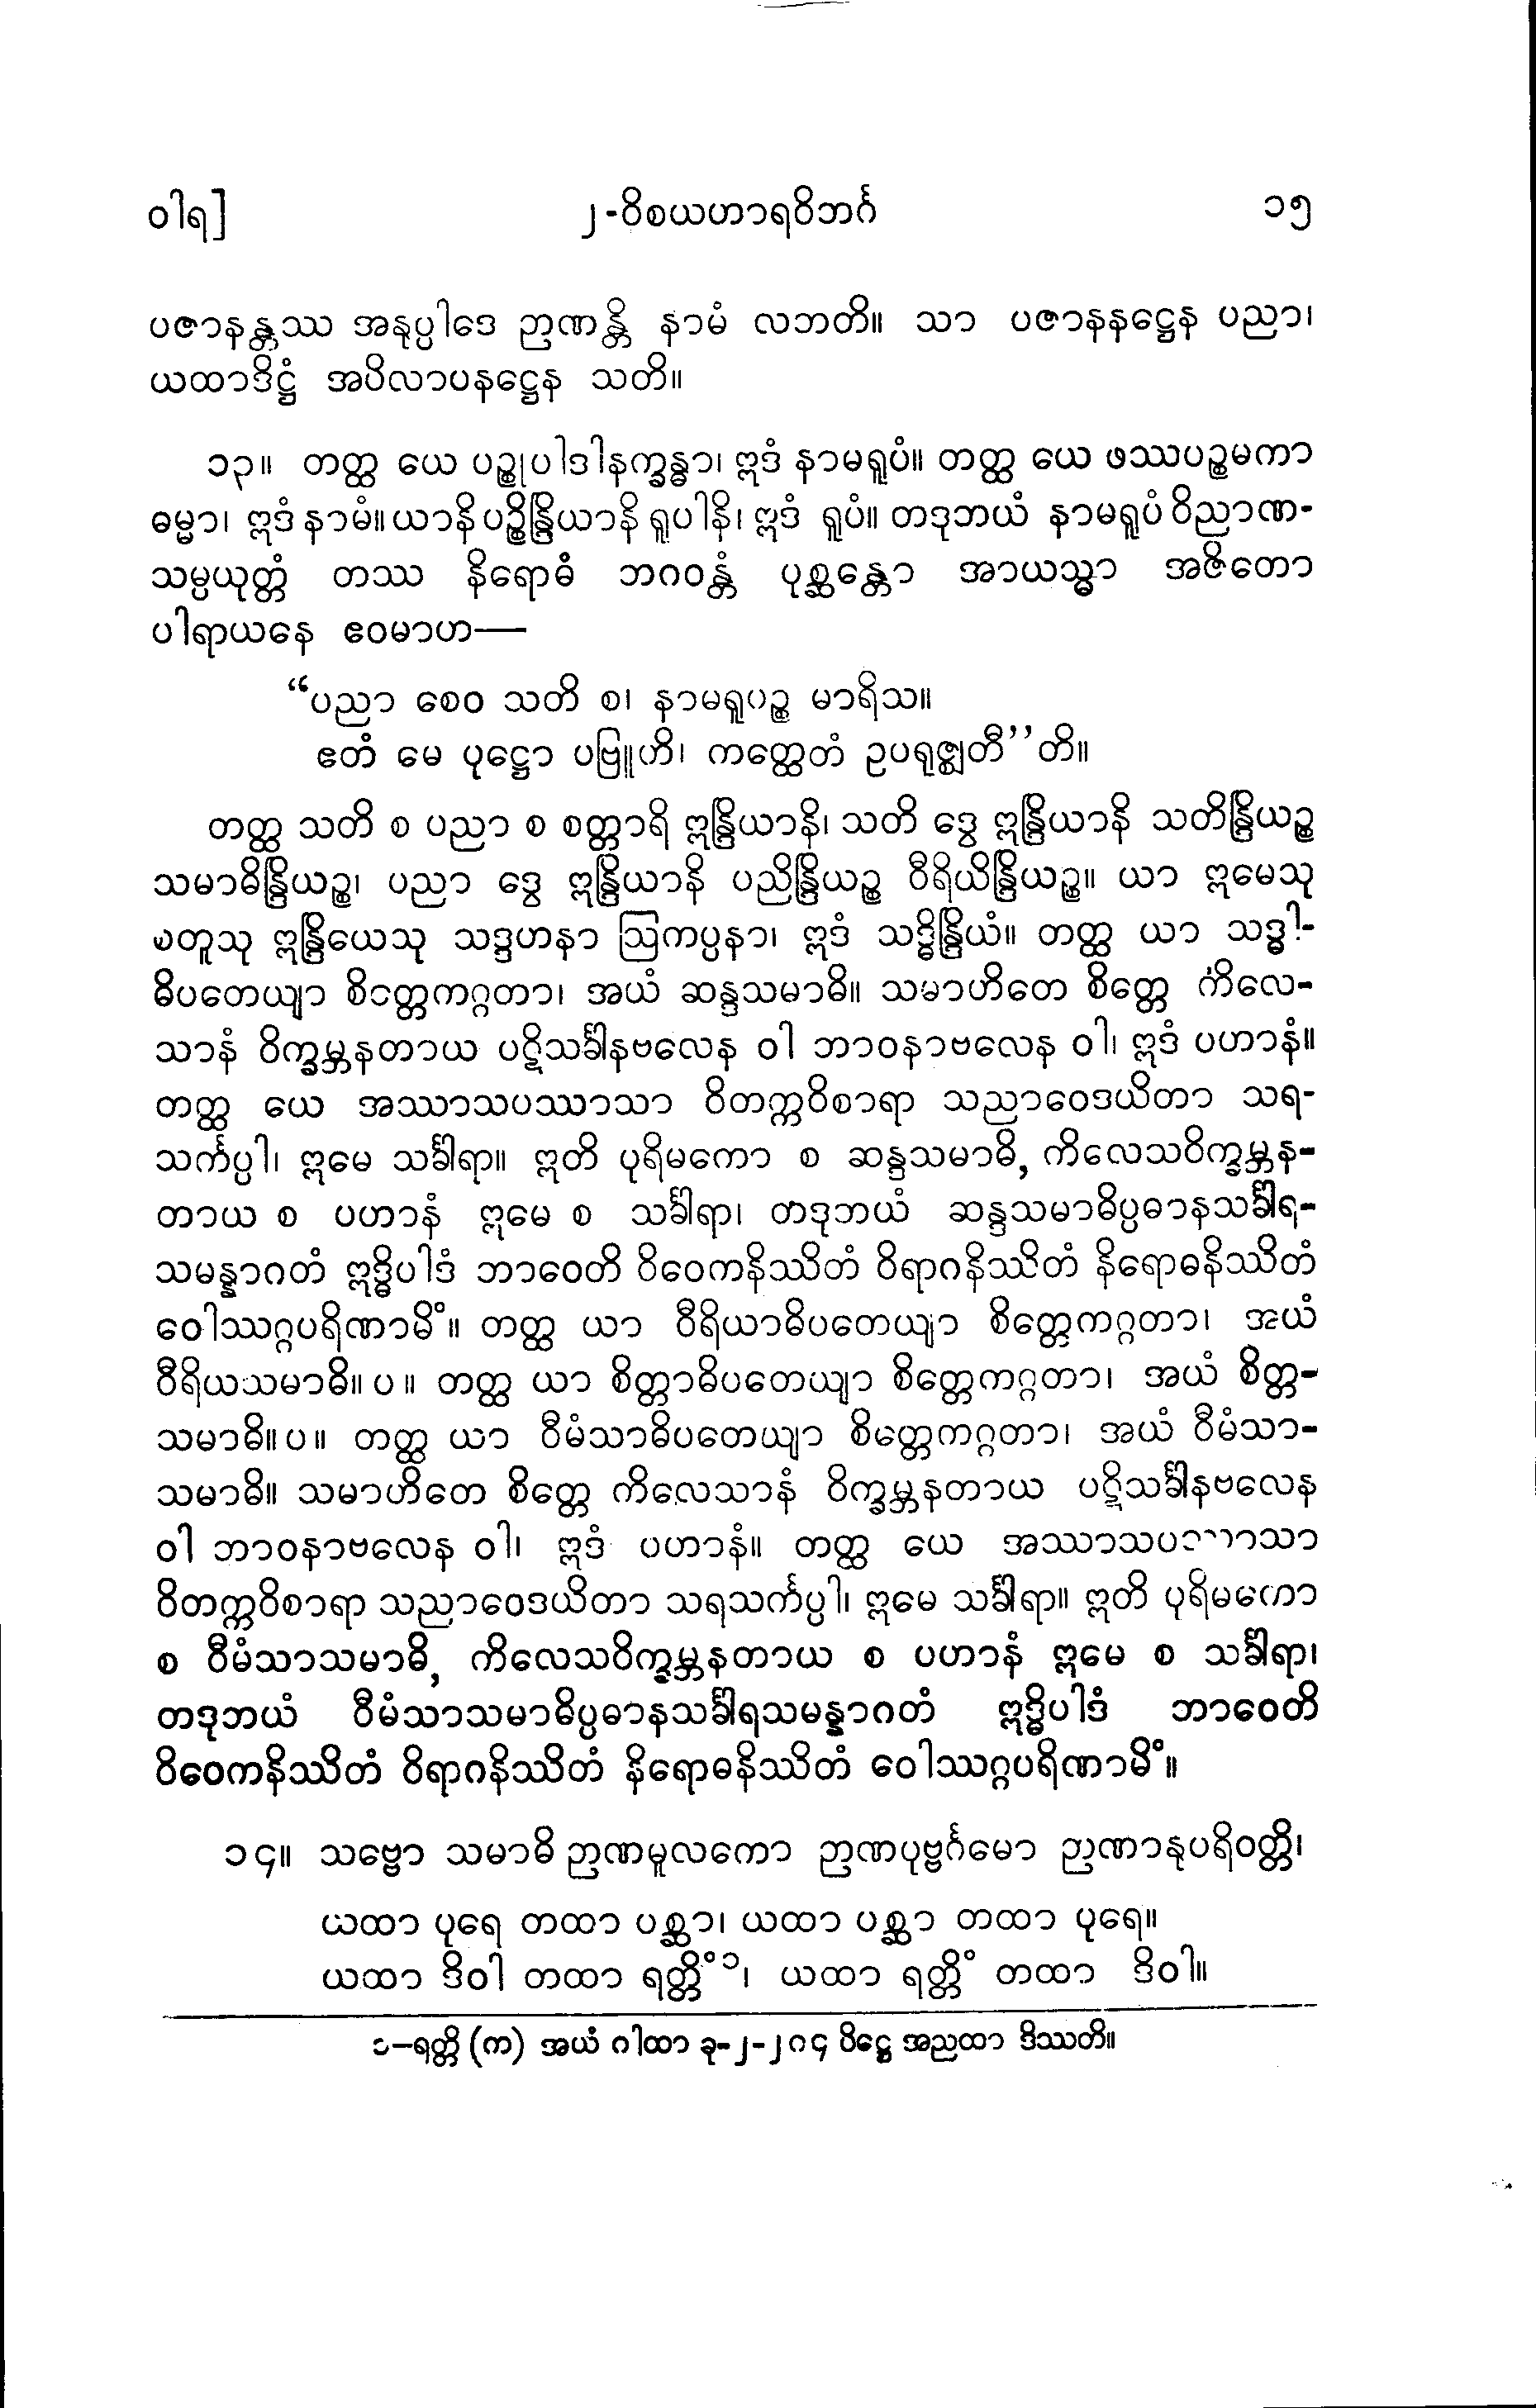 ဝါရ]
၂-ဝိစယဟာရဝိဘင်္ဂ
၁၅
ပဇာနန္တဿ အနုပ္ပါဒေ ဉာဏန္တိ နာမံ လဘတိ။ သာ ပဇာနနဋ္ဌေန ပညာ၊
ယထာဒိဋ္ဌံ အပိလာပနဋ္ဌေန သတိ။
၁၃။ တတ္ထ ယေ ပဉ္စုပါဒါနက္ခန္ဓာ၊ ဣဒံ နာမရူပံ။ တတ္ထ ယေ ဖဿပဉ္စမကာ
ဓမ္မာ၊ ဣဒံ နာမံ။ ယာနိ ပဉ္စိန္ဒြိယာနိ ရူပါနိ၊ ဣဒံ ရူပံ။ တဒုဘယံ နာမရူပံ ဝိညာဏ-
သမ္ပယုတ္တံ တဿ နိရောဓံ ဘဂဝန္တံ ပုစ္ဆန္တော အာယသ္မာ အဇိတော
ပါရာယနေ ဧဝမာဟ—
“ပညာ စေဝ သတိ စ၊ နာမရူပဉ္စ မာရိသ။
ဧတံ မေ ပုဋ္ဌော ပဗြူဟိ၊ ကတ္ထေတံ ဥပရုဇ္ဈတီ”တိ။
တတ္ထ သတိ စ ပညာ စ စတ္တာရိ ဣန္ဒြိယာနိ၊ သတိ ဒွေ ဣန္ဒြိယာနိ သတိန္ဒြိယဉ္စ
သမာဓိန္ဒြိယဉ္စ၊ ပညာ ဒွေ ဣန္ဒြိယာနိ ပညိန္ဒြိယဉ္စ ဝီရိယိန္ဒြိယဉ္စ။ ယာ ဣမေသု
စတူသု ဣန္ဒြိယေသု သဒ္ဒဟနာ ဩကပ္ပနာ၊ ဣဒံ သဒ္ဓိန္ဒြိယံ။ တတ္ထ ယာ သဒ္ဓါ-
ဓိပတေယျာ စိတ္တေကဂ္ဂတာ၊ အယံ ဆန္ဒသမာဓိ။ သမာဟိတေ စိတ္တေ ကိလေ-
သာနံ ဝိက္ခမ္ဘနတာယ ပဋိသင်္ခါနဗလေန ဝါ ဘာဝနာဗလေန ဝါ၊ ဣဒံ ပဟာနံ။
တတ္ထ ယေ အဿာသပဿာသာ ဝိတက္ကဝိစာရာ သညာဝေဒယိတာ သရ-
သင်္ကပ္ပါ၊ ဣမေ သင်္ခါရာ။ ဣတိ ပုရိမကော စ ဆန္ဒသမာဓိ, ကိလေသဝိက္ခမ္ဘန-
တာယ စ ပဟာနံ ဣမေ စ သင်္ခါရာ၊ တဒုဘယံ ဆန္ဒသမာဓိပ္ပဓာနသင်္ခါရ-
သမန္နာဂတံ ဣဒ္ဓိပါဒံ ဘာဝေတိ ဝိဝေကနိဿိတံ ဝိရာဂနိဿိတံ နိရောဓနိဿိတံ
ဝေါဿဂ္ဂပရိဏာမိံ။ တတ္ထ ယာ ဝီရိယာဓိပတေယျာ စိတ္တေကဂ္ဂတာ၊ အယံ
ဝီရိယသမာဓိ။ ပ ။ တတ္ထ ယာ စိတ္တာဓိပတေယျာ စိတ္တေကဂ္ဂတာ၊ အယံ စိတ္တ-
သမာဓိ။ ပ ။ တတ္ထ ယာ ဝီမံသာဓိပတေယျာ စိတ္တေကဂ္ဂတာ၊ အယံ ဝီမံသာ-
သမာဓိ။ သမာဟိတေ စိတ္တေ ကိလေသာနံ ဝိက္ခမ္ဘနတာယ ပဋိသင်္ခါနဗလေန
ဝါ ဘာဝနာဗလေန ဝါ၊ ဣဒံ ပဟာနံ။ တတ္ထ ယေ အဿာသပဿာသာ
ဝိတက္ကဝိစာရာ သညာဝေဒယိတာ သရသင်္ကပ္ပါ၊ ဣမေ သင်္ခါရာ။ ဣတိ ပုရိမကော
စ ဝီမံသာသမာဓိ, ကိလေသဝိက္ခမ္ဘနတာယ စ ပဟာနံ ဣမေ စ သင်္ခါရာ၊
တဒုဘယံ ဝီမံသာသမာဓိပ္ပဓာနသင်္ခါရသမန္နာဂတံ ဣဒ္ဓိပါဒံ ဘာဝေတိ
ဝိဝေကနိဿိတံ ဝိရာဂနိဿိတံ နိရောဓနိဿိတံ ဝေါဿဂ္ဂပရိဏာမိံ။
၁၄။ သဗ္ဗော သမာဓိ ဉာဏမူလကော ဉာဏပုဗ္ဗင်္ဂမော ဉာဏာနုပရိဝတ္တိ၊
ယထာ ပုရေ တထာ ပစ္ဆာ၊ ယထာ ပစ္ဆာ တထာ ပုရေ။
ယထာ ဒိဝါ တထာ ရတ္တိံ၁၊ ယထာ ရတ္တိံ တထာ ဒိဝါ။
၁-ရတ္တိ (က) အယံ ဂါထာ ခု-၂-၂၈၄ ပိဋ္ဌေ အညထာ ဒိဿတိ။